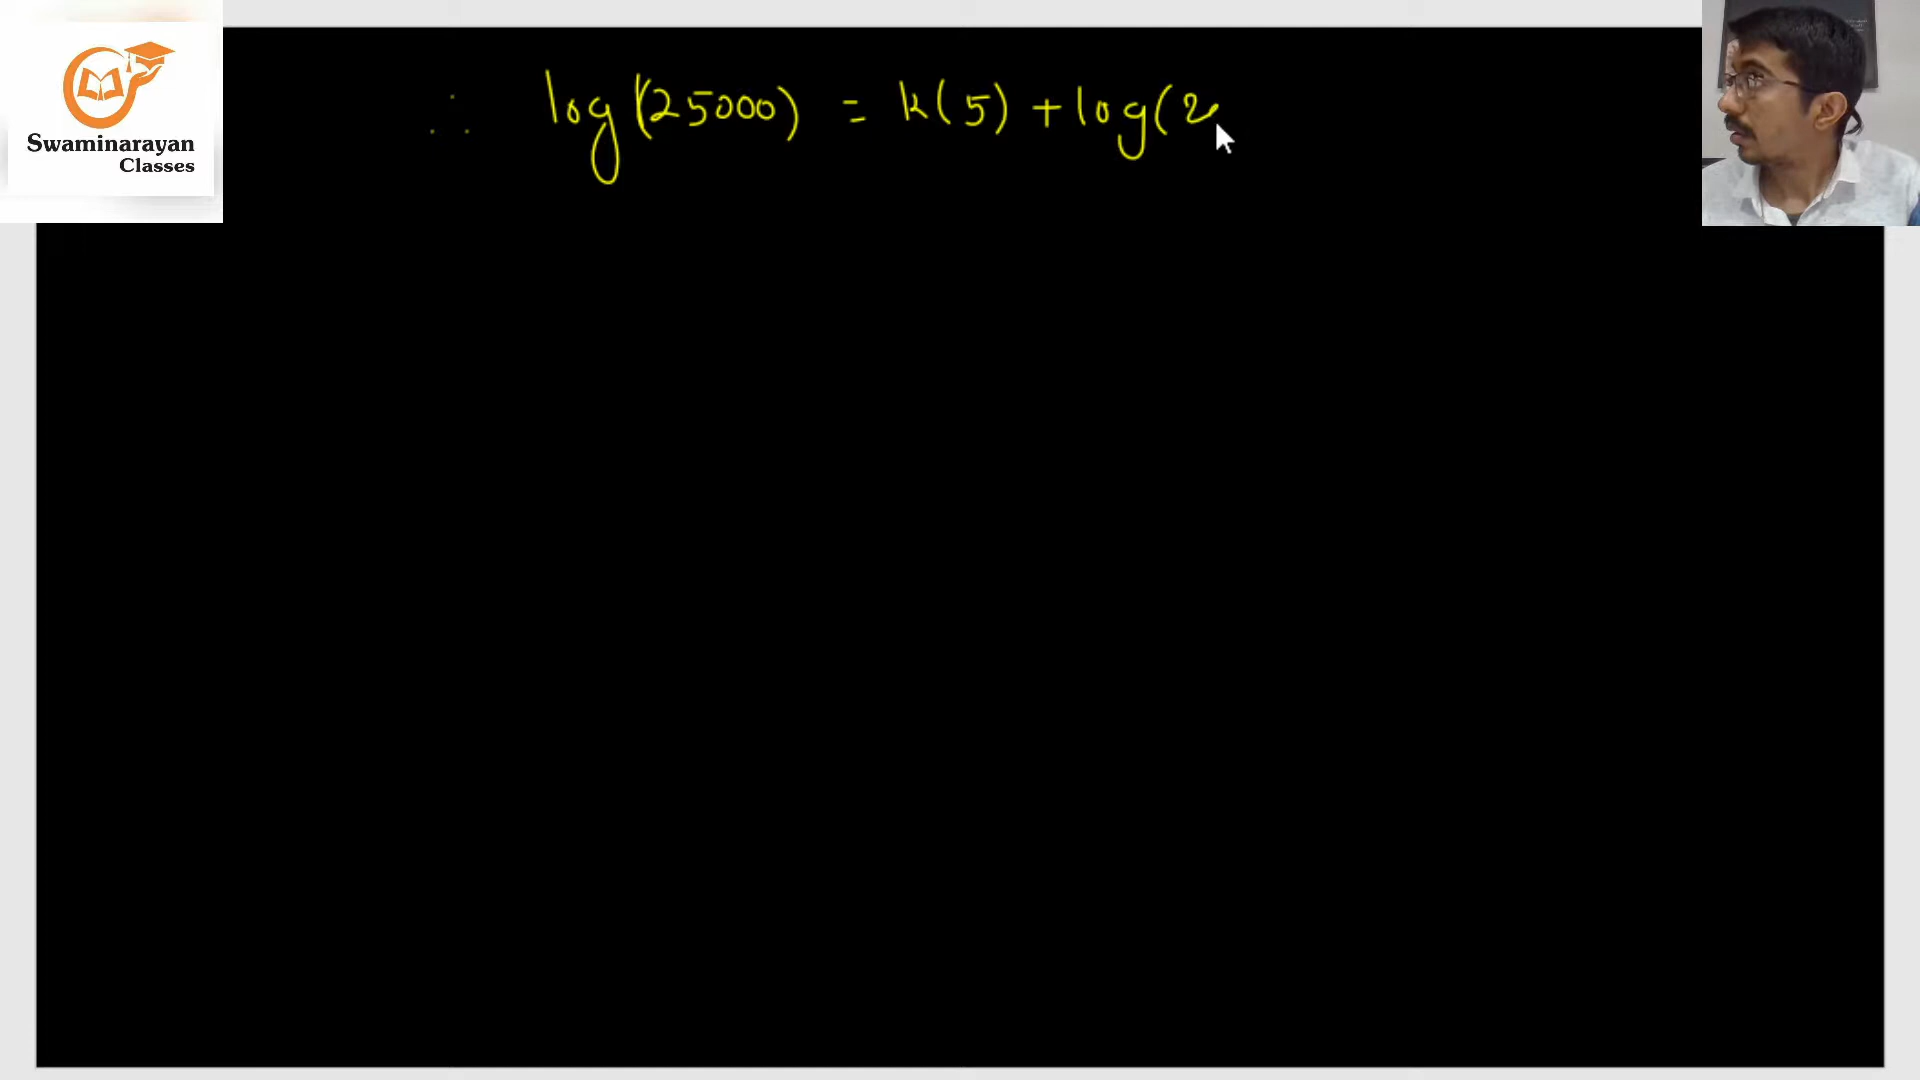 Swaminarayan
Classes
∴ log(25000) = k(5) + log(2